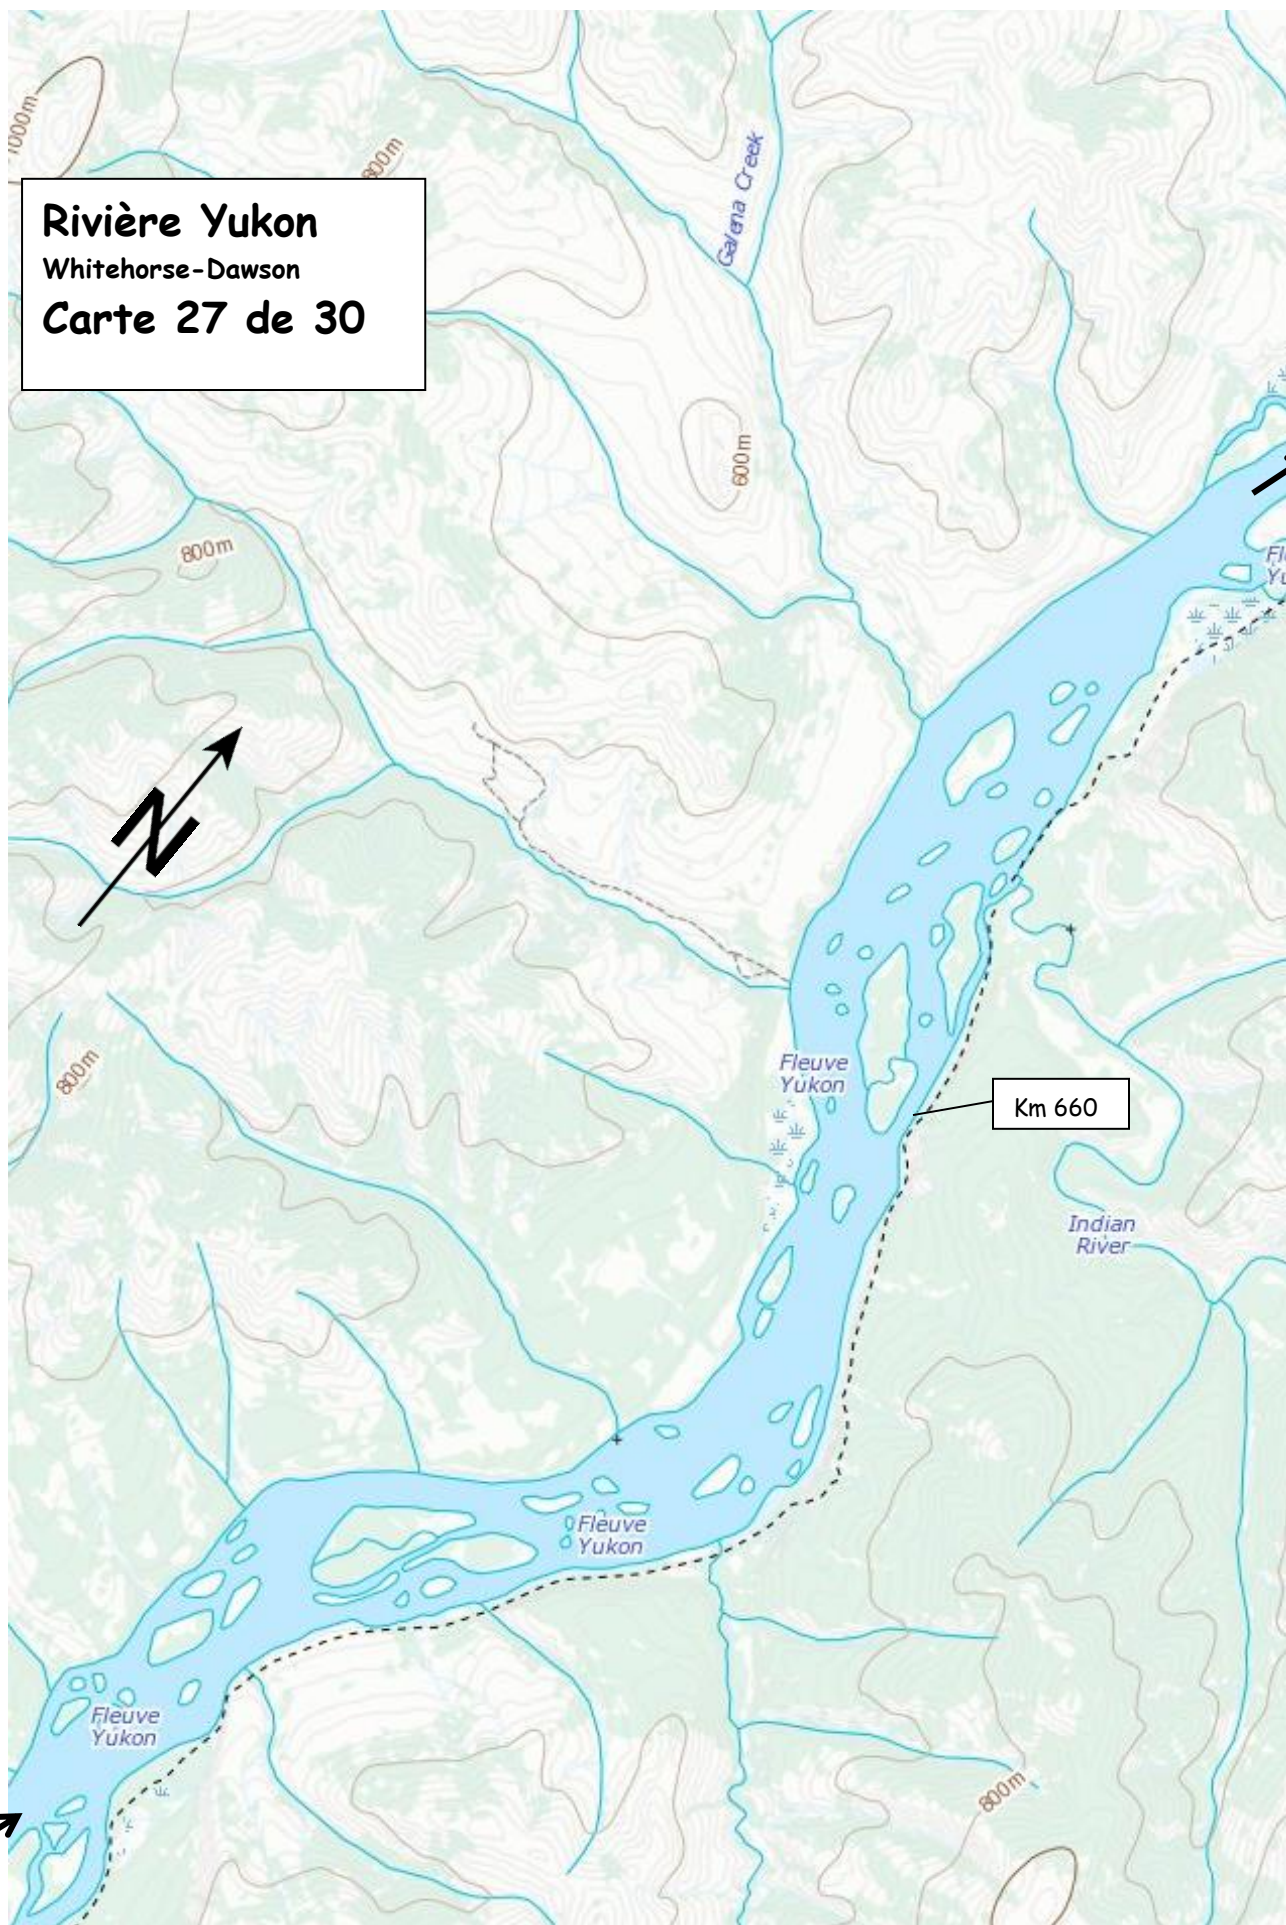 1000m
800m
Galena Creek
Rivière Yukon
Whitehorse-Dawson
Carte 27 de 30
600m
800m
N
Fleuve
Yukon
Km 660
800m
Indian
River
Fleuve
Yukon
Fleuve
Yukon
800m